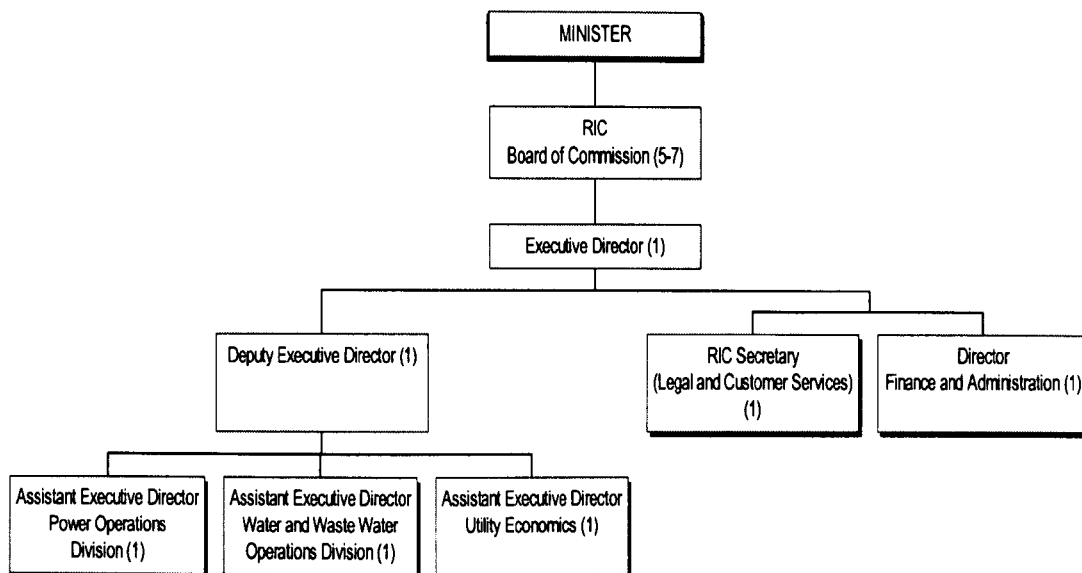 MINISTER
RIC
Board of Commission (5-7)
Executive Director (1)
Deputy Executive Director (1)
RIC Secretary
(Legal and Customer Services)
(1)
Director
Finance and Administration (1)
Assistant Executive Director
Power Operations
Division (1)
Assistant Executive Director
Water and Waste Water
Operations Division (1)
Assistant Executive Director
Utility Economics (1)